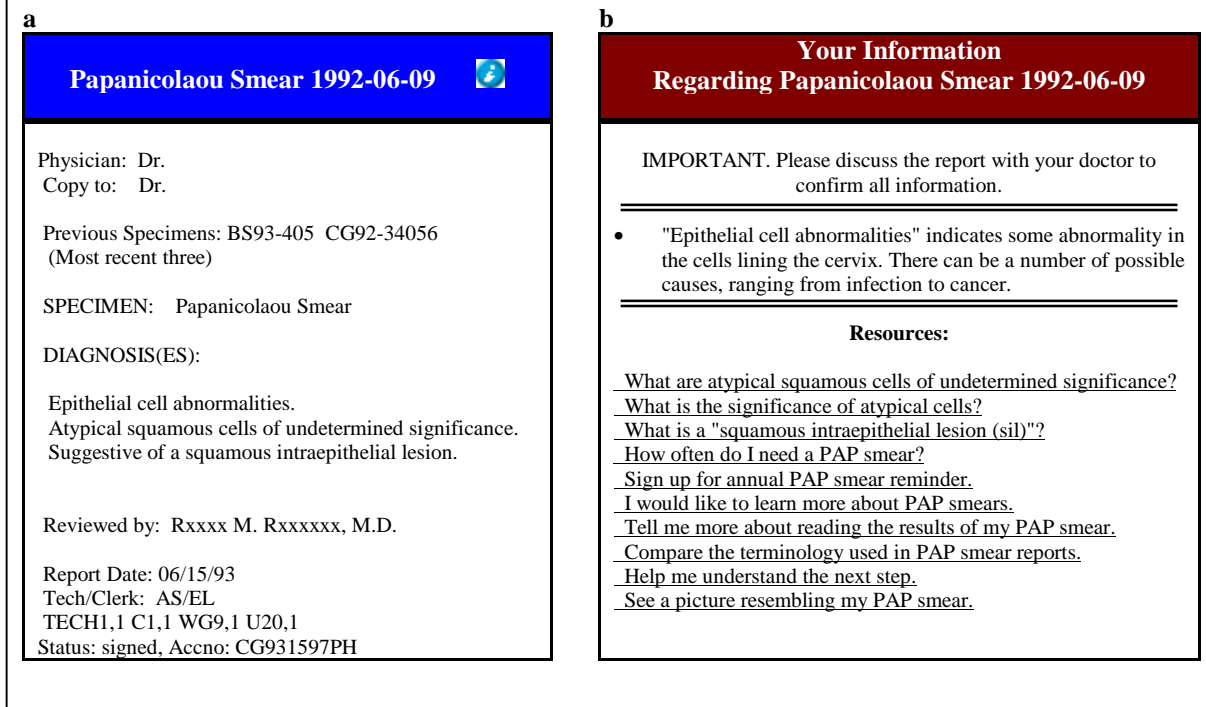 a
Papanicolaou Smear 1992-06-09
Physician: Dr.
Copy to: Dr.
Previous Specimens: BS93-405 CG92-34056
(Most recent three)
SPECIMEN: Papanicolaou Smear
DIAGNOSIS(ES):
Epithelial cell abnormalities.
Atypical squamous cells of undetermined significance.
Suggestive of a squamous intraepithelial lesion.
Reviewed by: Rxxxx M. Rxxxxxx, M.D.
Report Date: 06/15/93
Tech/Clerk: AS/EL
TECH1,1 C1,1 WG9,1 U20,1
Status: signed, Accno: CG931597PH
b
Your Information
Regarding Papanicolaou Smear 1992-06-09
IMPORTANT. Please discuss the report with your doctor to
confirm all information.
• "Epithelial cell abnormalities" indicates some abnormality in
the cells lining the cervix. There can be a number of possible
causes, ranging from infection to cancer.
Resources:
What are atypical squamous cells of undetermined significance?
What is the significance of atypical cells?
What is a "squamous intraepithelial lesion (sil)"?
How often do I need a PAP smear?
Sign up for annual PAP smear reminder.
I would like to learn more about PAP smears.
Tell me more about reading the results of my PAP smear.
Compare the terminology used in PAP smear reports.
Help me understand the next step.
See a picture resembling my PAP smear.